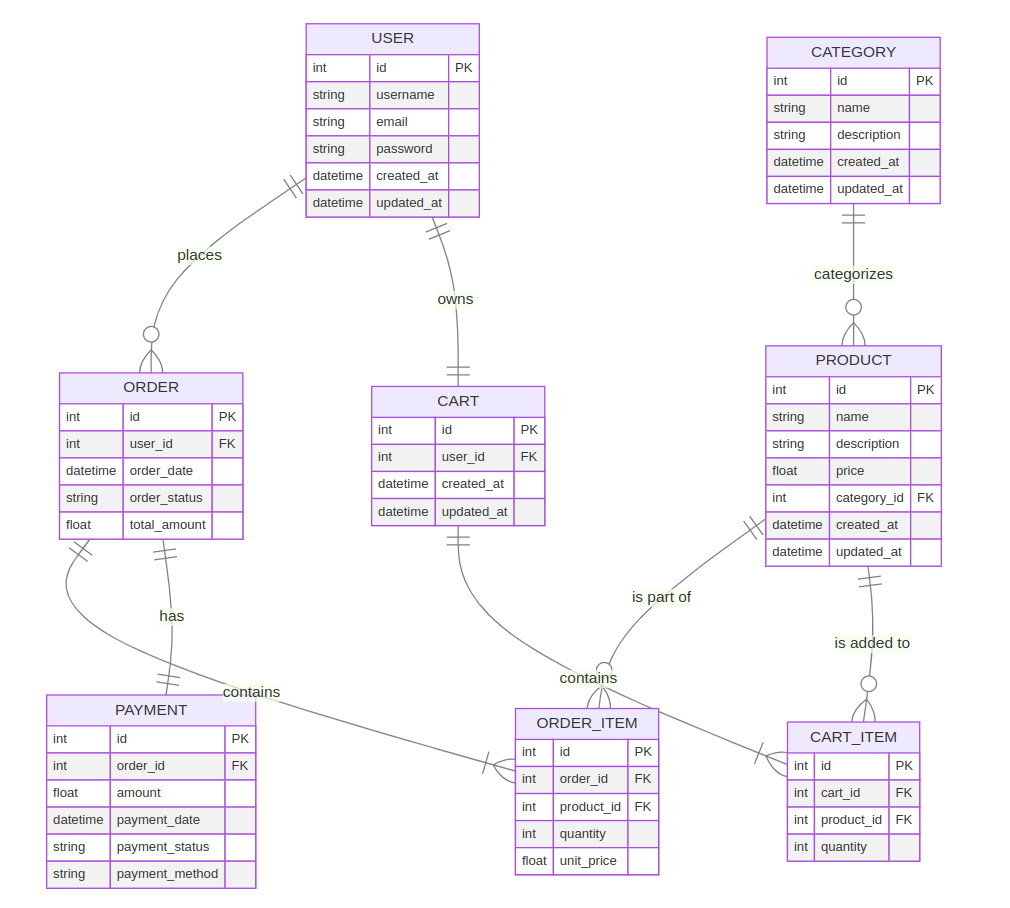 USER
int id PK
string username
string email
string password
datetime created_at
datetime updated_at
CATEGORY
int id PK
string name
string description
datetime created_at
datetime updated_at
places
owns
categorizes
ORDER
int id PK
int user_id FK
datetime order_date
string order_status
float total_amount
CART
int id PK
int user_id FK
datetime created_at
datetime updated_at
PRODUCT
int id PK
string name
string description
float price
int category_id FK
datetime created_at
datetime updated_at
has
is part of
is added to
contains
contains
PAYMENT
int id PK
int order_id FK
float amount
datetime payment_date
string payment_status
string payment_method
ORDER_ITEM
int id PK
int order_id FK
int product_id FK
int quantity
float unit_price
CART_ITEM
int id PK
int cart_id FK
int product_id FK
int quantity